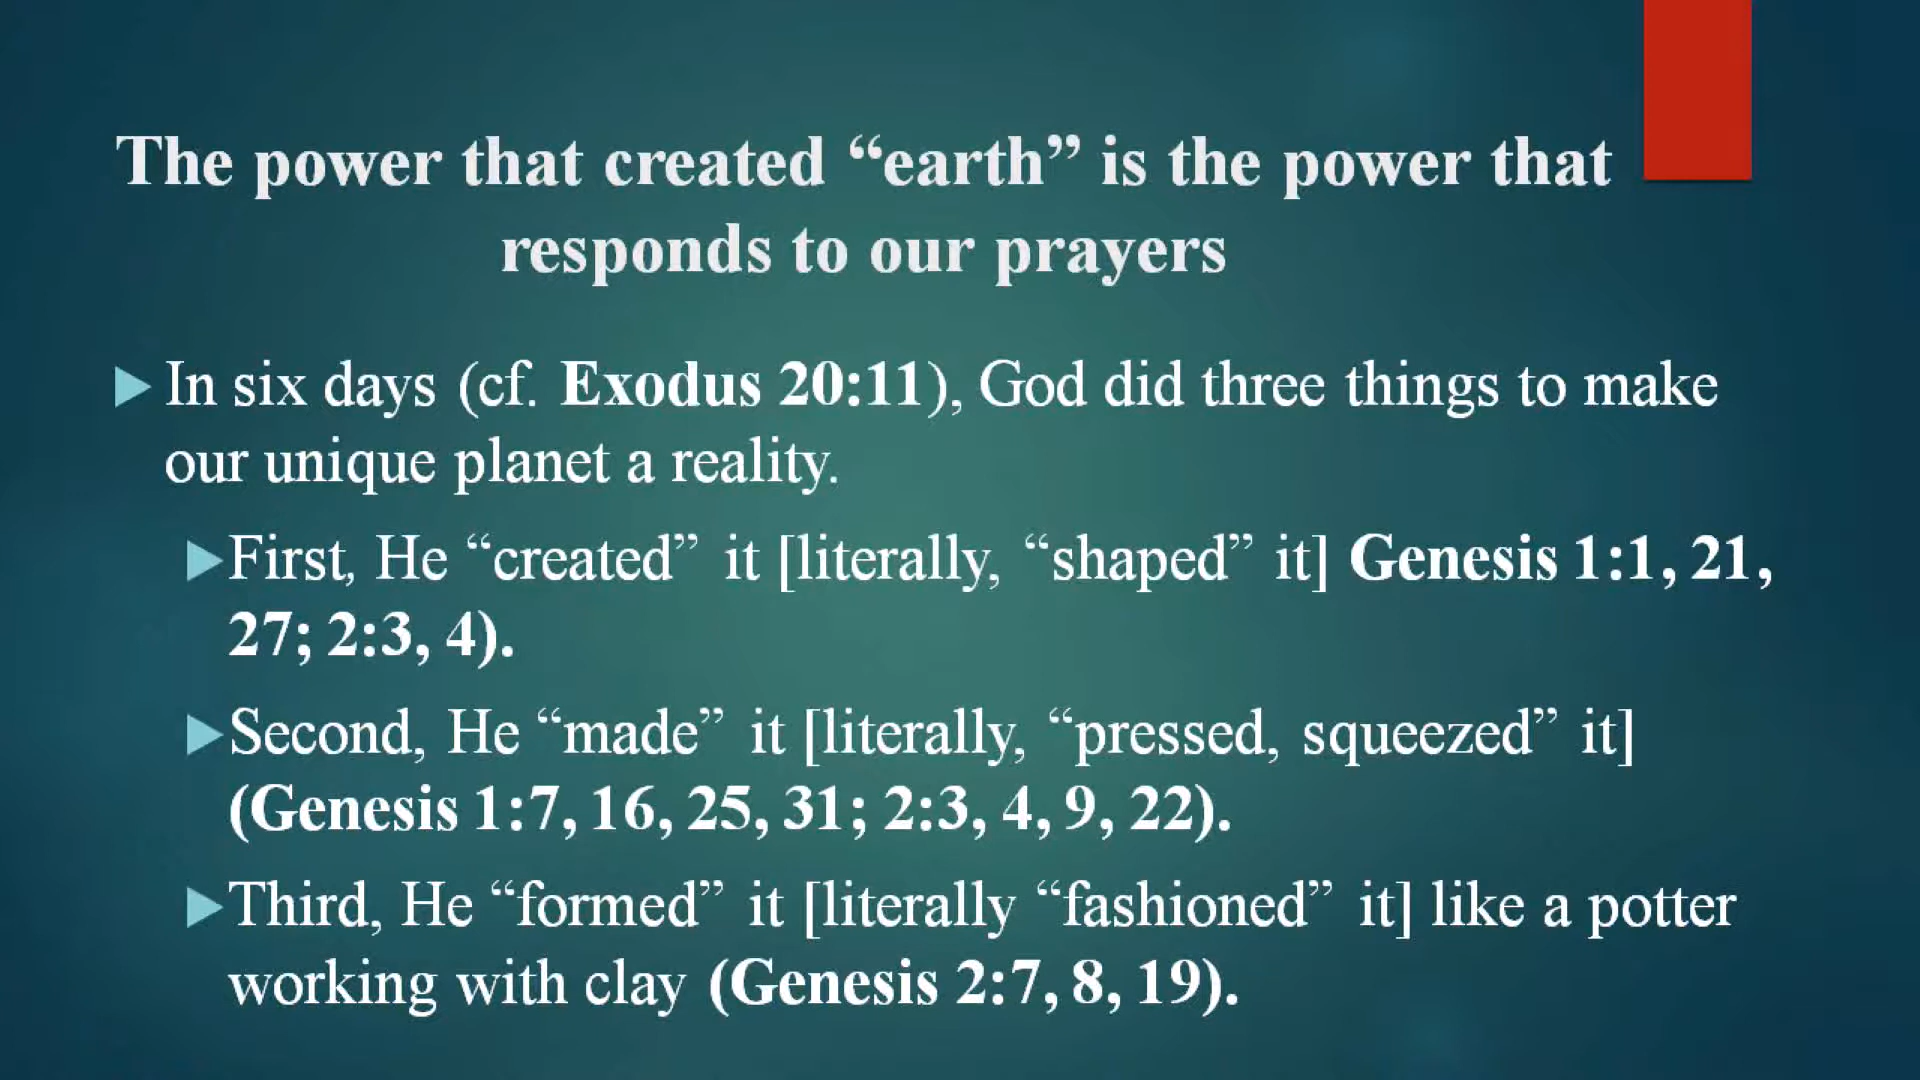 The power that created “earth” is the power that
responds to our prayers
In six days (cf. Exodus 20:11), God did three things to make
our unique planet a reality.
First, He “created” it [literally, “shaped” it] Genesis 1:1, 21,
27; 2:3, 4).
Second, He “made” it [literally, “pressed, squeezed” it]
(Genesis 1:7, 16, 25, 31; 2:3, 4, 9, 22).
Third, He “formed” it [literally “fashioned” it] like a potter
working with clay (Genesis 2:7, 8, 19).